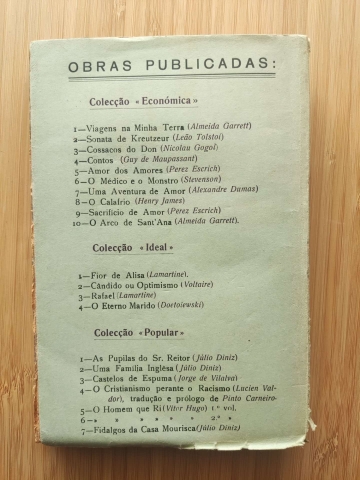 OBRAS PUBLICADAS:
Colecção «Económica»
1—Viagens na Minha Terra (Almeida Garrett)
2—Sonata de Kreutzeur (Leão Tolstoi)
3—Cossacos do Don (Nicolau Gogol)
4—Contos (Guy de Maupassant)
5—Amor dos Amores (Perez Escrich)
6—O Médico e o Monstro (Stevenson)
7—Uma Aventura de Amor (Alexandre Dumas)
8—O Calafrio (Henry James)
9—Sacrificio de Amor (Perez Escrich)
10—O Arco de Sant'Ana (Almeida Garrett).
Colecção «Ideal»
1—Flor de Alisa (Lamartine).
2—Cândido ou Optimismo (Voltaire)
3—Rafael (Lamartine)
4—O Eterno Marido (Dostoiewski)
Colecção «Popular»
1—As Pupilas do Sr. Reitor (Júlio Diniz)
2—Uma Família Inglêsa (Júlio Diniz)
3—Castelos de Espuma (Jorge de Vilalva)
4—O Cristianismo perante o Racismo (Lucien Val-
dor), tradução e prólogo de Pinto Carneiro
5—O Homem que Ri (Vitor Hugo) 1.º vol.
6— » » » » » 2.º »
7—Fidalgos da Casa Mourisca (Júlio Diniz)